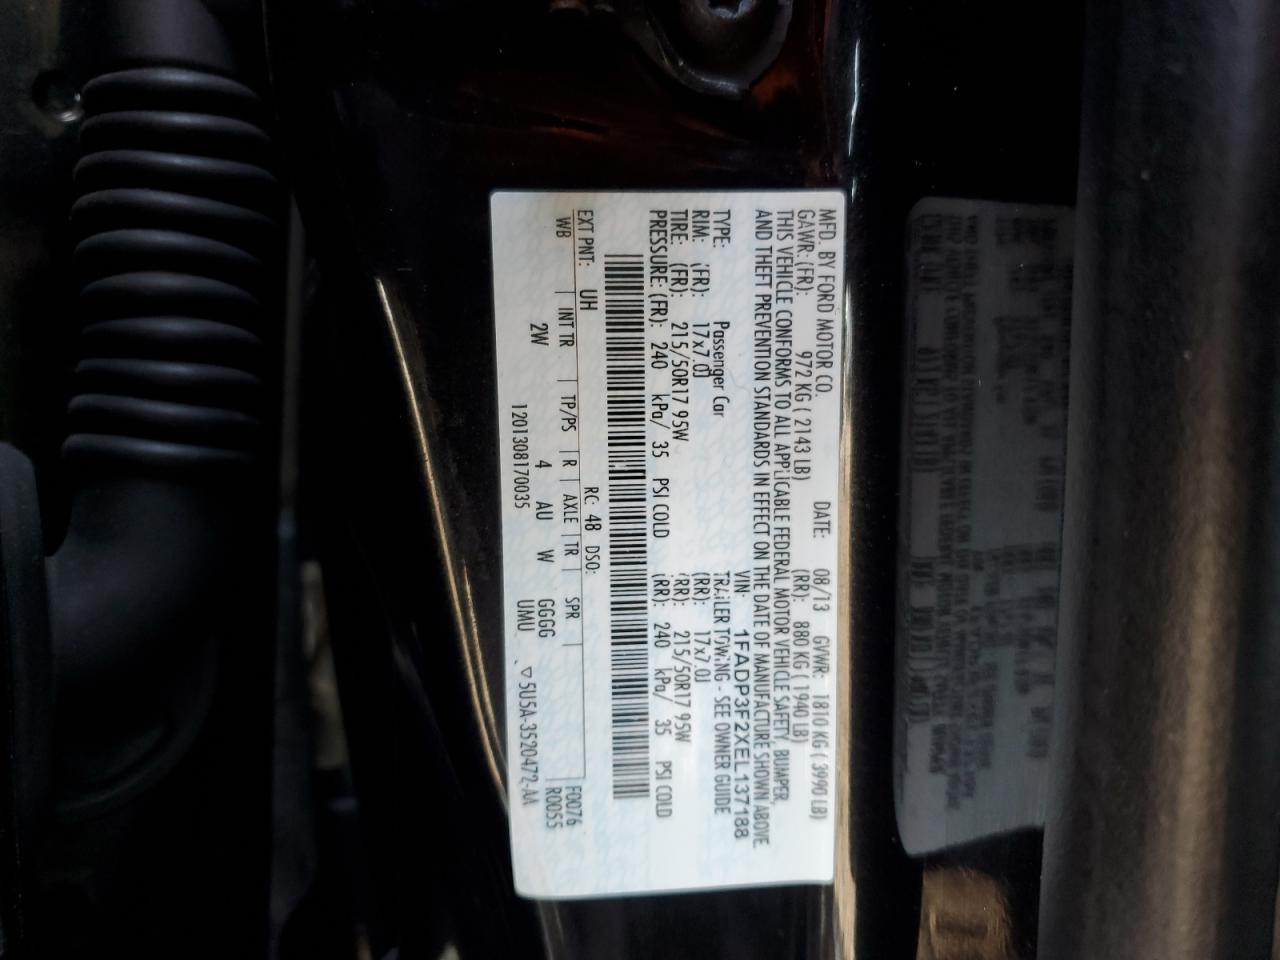 MFD. BY FORD MOTOR CO.
DATE: 08/13 GVWR: 1810 KG ( 3990 LB)
GAWR: (FR): 972 KG ( 2143 LB) (RR): 880 KG ( 1940 LB)
THIS VEHICLE CONFORMS TO ALL APPLICABLE FEDERAL MOTOR VEHICLE SAFETY, BUMPER,
AND THEFT PREVENTION STANDARDS IN EFFECT ON THE DATE OF MANUFACTURE SHOWN ABOVE.
VIN: 1FADP3F2XEL137188
TYPE: Passenger Car TRAILER TOWING - SEE OWNER GUIDE
RIM: (FR): 17x7.0J (RR): 17x7.0J
TIRE: (FR): 215/50R17 95W (RR): 215/50R17 95W
PRESSURE: (FR): 240 kPa/ 35 PSI COLD (RR): 240 kPa/ 35 PSI COLD
EXT PNT: UH RC: 48 DSO: F0076
WB INT TR TP/PS R AXLE TR SPR R0055
2W 4 AU W GGGG
UMU
1201308170035 ▽ 5U5A-3520472-AA